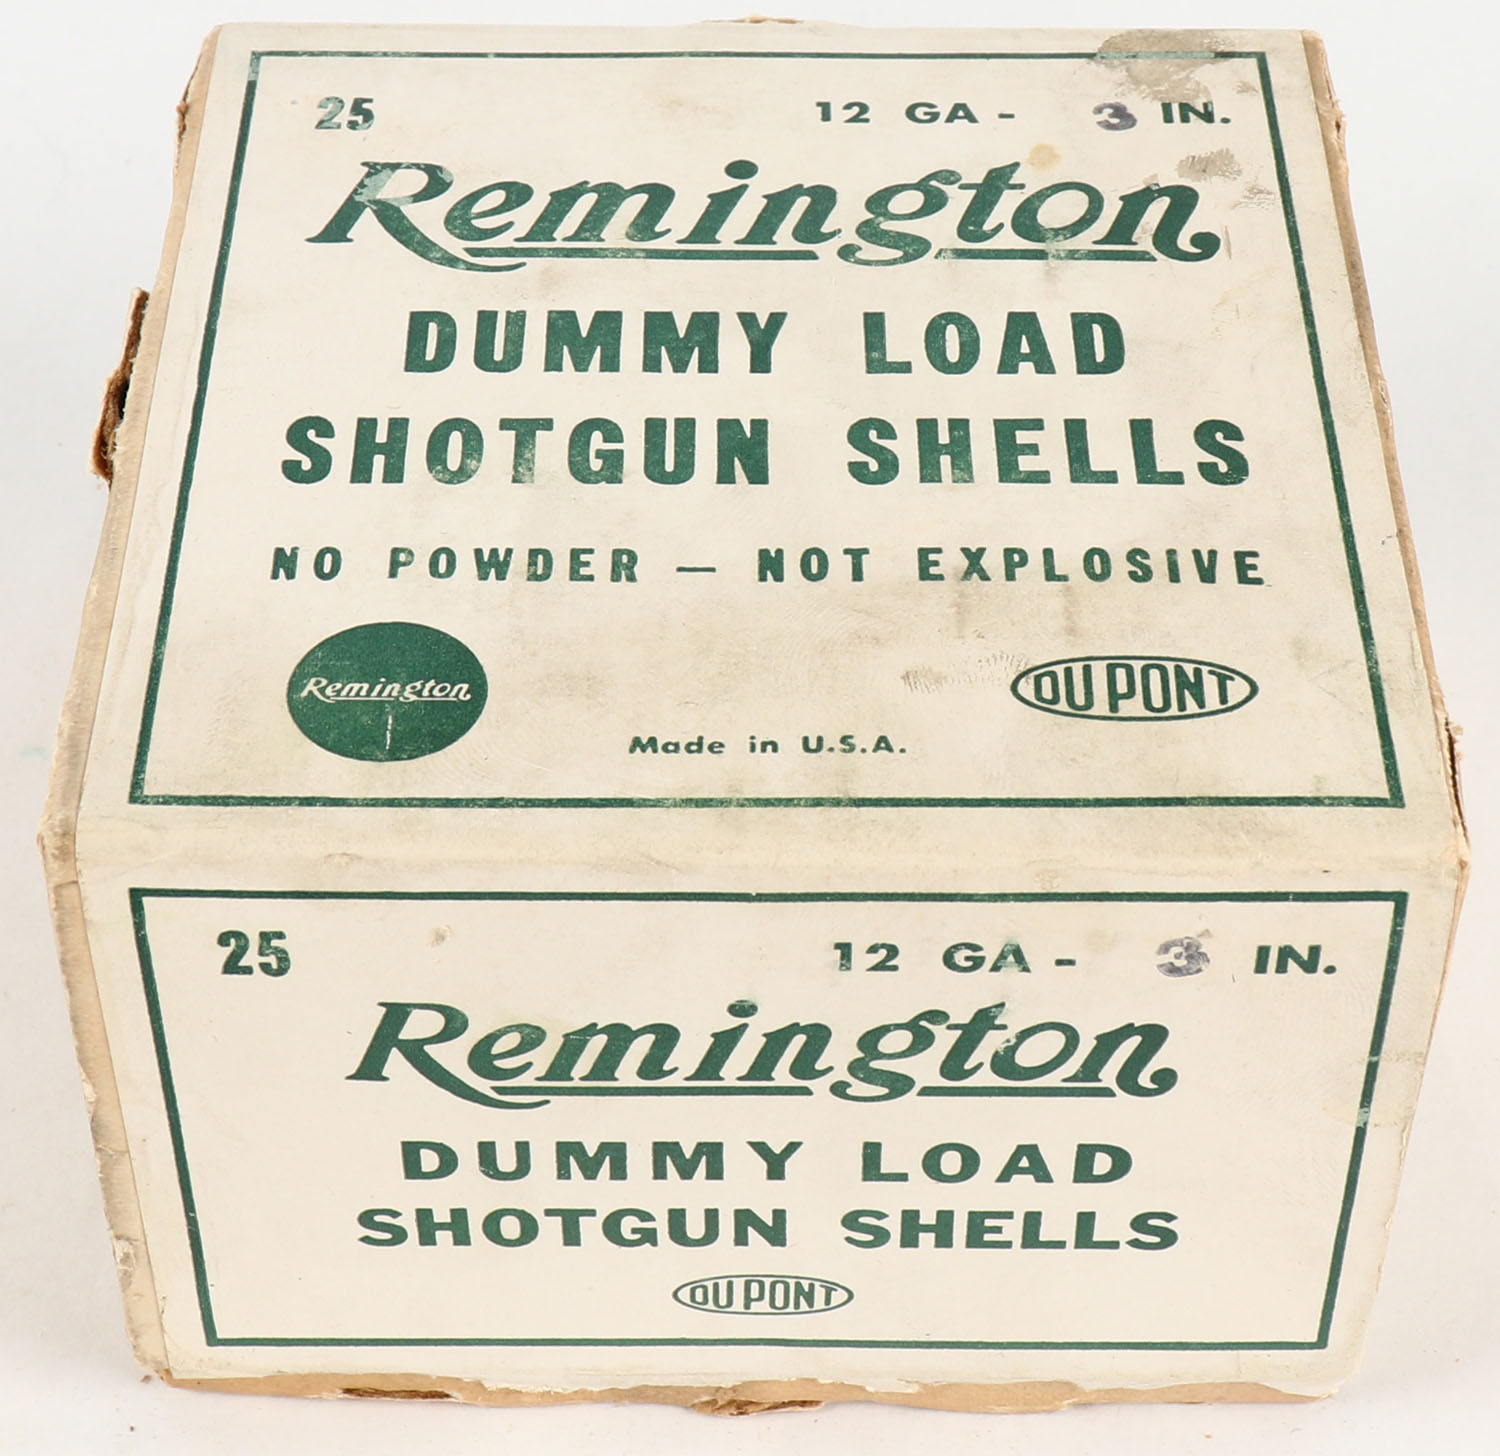 25 12 GA - 3 IN.
Remington
DUMMY LOAD
SHOTGUN SHELLS
NO POWDER — NOT EXPLOSIVE
Remington
DU PONT
Made in U.S.A.
25 12 GA - 3 IN.
Remington
DUMMY LOAD
SHOTGUN SHELLS
DU PONT